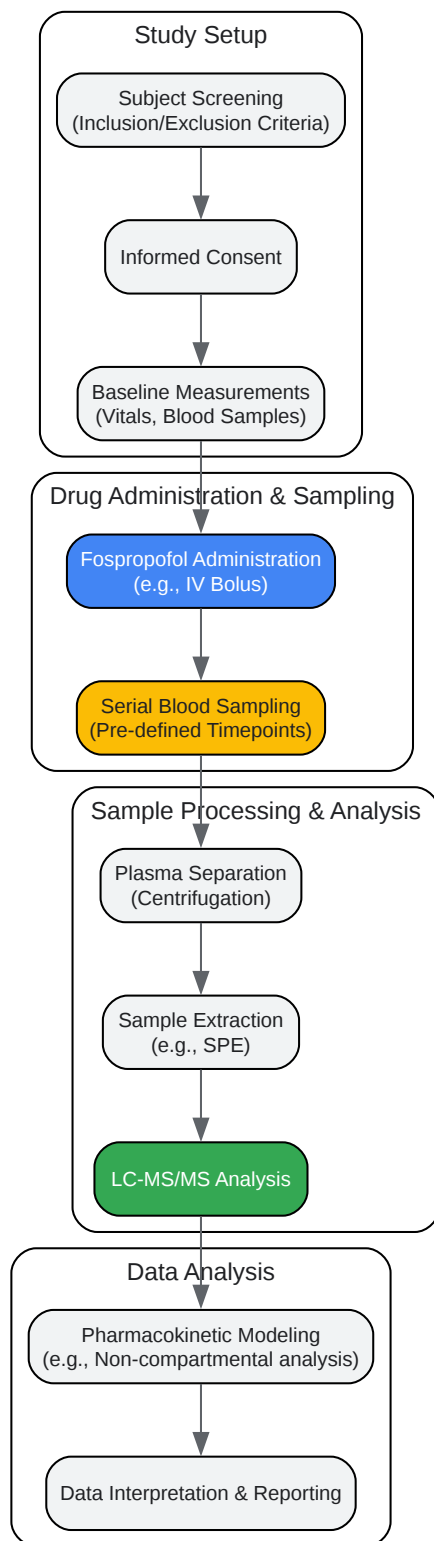 Study Setup
Subject Screening
(Inclusion/Exclusion Criteria)
Informed Consent
Baseline Measurements
(Vitals, Blood Samples)
Drug Administration & Sampling
Fospropofol Administration
(e.g., IV Bolus)
Serial Blood Sampling
(Pre-defined Timepoints)
Sample Processing & Analysis
Plasma Separation
(Centrifugation)
Sample Extraction
(e.g., SPE)
LC-MS/MS Analysis
Data Analysis
Pharmacokinetic Modeling
(e.g., Non-compartmental analysis)
Data Interpretation & Reporting